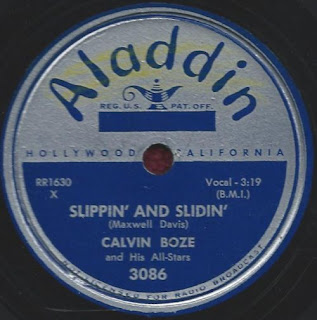 Aladdin
REG. U.S. PAT. OFF.
HOLLYWOOD CALIFORNIA
RR1630
X
Vocal - 3:19
(B.M.I.)
SLIPPIN' AND SLIDIN'
(Maxwell Davis)
CALVIN BOZE
and His All-Stars
3086
NOT LICENSED FOR RADIO BROADCAST